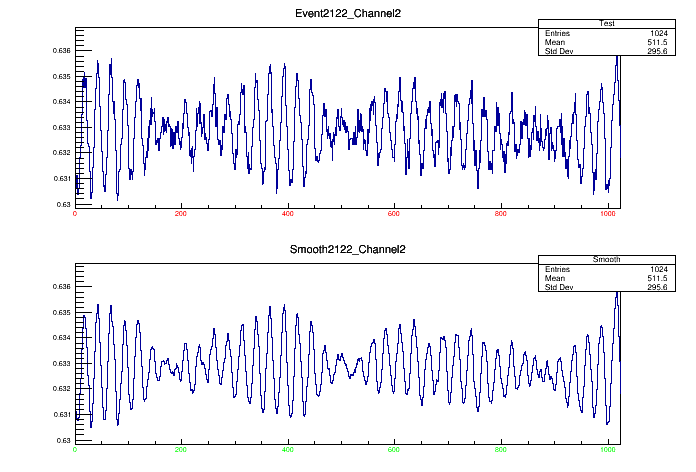 Event2122_Channel2
Test
Entries 1024
Mean 511.5
Std Dev 295.6
0.636
0.635
0.634
0.633
0.632
0.631
0.63
0 200 400 600 800 1000
Smooth2122_Channel2
Smooth
Entries 1024
Mean 511.5
Std Dev 295.6
0.636
0.635
0.634
0.633
0.632
0.631
0.63
0 200 400 600 800 1000